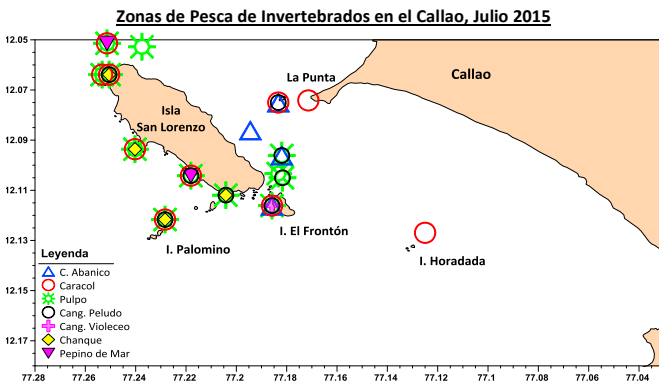 Zonas de Pesca de Invertebrados en el Callao, Julio 2015
12.05
12.07
12.09
12.11
12.13
12.15
12.17
La Punta
Callao
Isla
San Lorenzo
I. El Frontón
I. Palomino
I. Horadada
Leyenda
C. Abanico
Caracol
Pulpo
Cang. Peludo
Cang. Violeceo
Chanque
Pepino de Mar
77.28
77.26
77.24
77.22
77.2
77.18
77.16
77.14
77.12
77.1
77.08
77.06
77.04